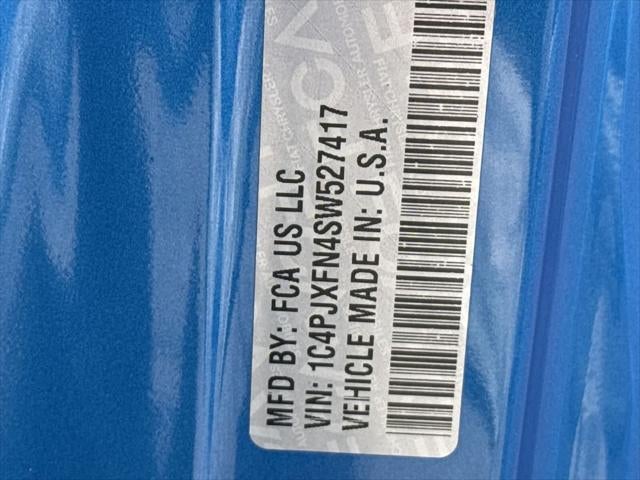 MFD BY: FCA US LLC
VIN: 1C4PJXFN4SW527417
VEHICLE MADE IN: U.S.A.